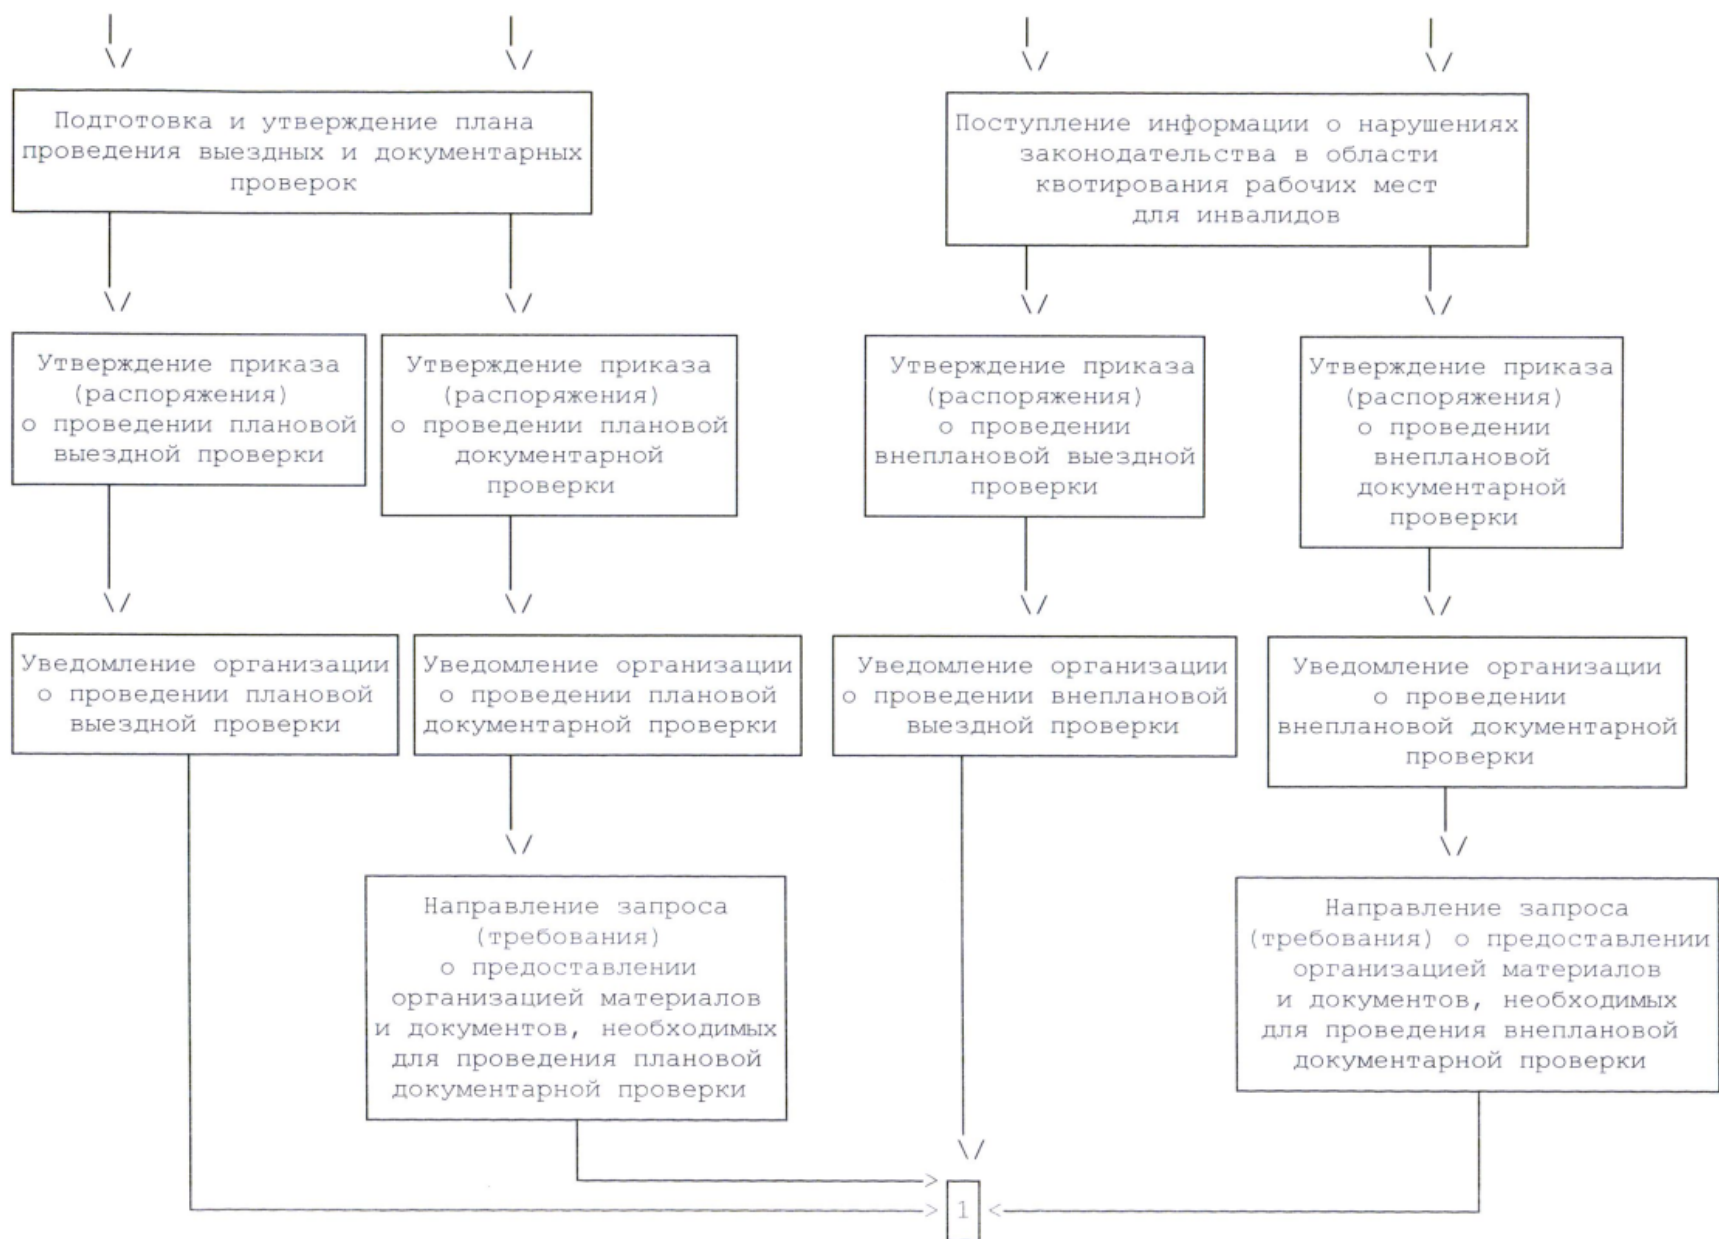 Подготовка и утверждение плана
проведения выездных и документарных
проверок
Поступление информации о нарушениях
законодательства в области
квотирования рабочих мест
для инвалидов
Утверждение приказа
(распоряжения)
о проведении плановой
выездной проверки
Утверждение приказа
(распоряжения)
о проведении плановой
документарной
проверки
Утверждение приказа
(распоряжения)
о проведении
внеплановой выездной
проверки
Утверждение приказа
(распоряжения)
о проведении
внеплановой
документарной
проверки
Уведомление организации
о проведении плановой
выездной проверки
Уведомление организации
о проведении плановой
документарной проверки
Уведомление организации
о проведении внеплановой
выездной проверки
Уведомление организации
о проведении
внеплановой документарной
проверки
Направление запроса
(требования)
о предоставлении
организацией материалов
и документов, необходимых
для проведения плановой
документарной проверки
Направление запроса
(требования) о предоставлении
организацией материалов
и документов, необходимых
для проведения внеплановой
документарной проверки
1